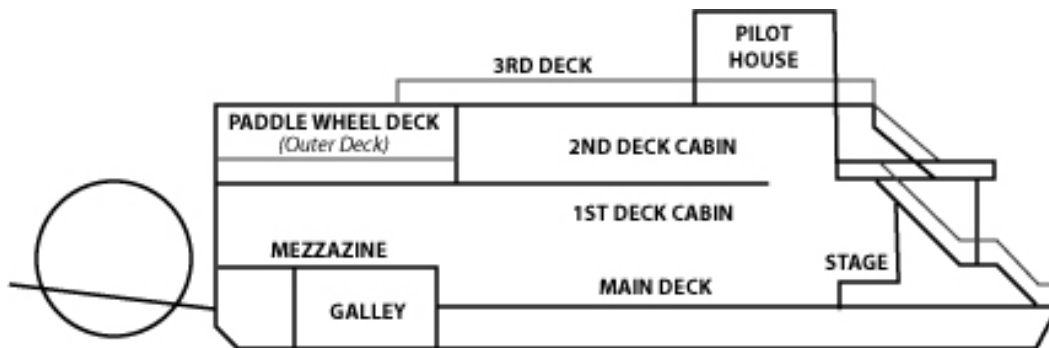 PILOT
HOUSE
3RD DECK
PADDLE WHEEL DECK
(Outer Deck)
2ND DECK CABIN
1ST DECK CABIN
MEZZAZINE
STAGE
MAIN DECK
GALLEY